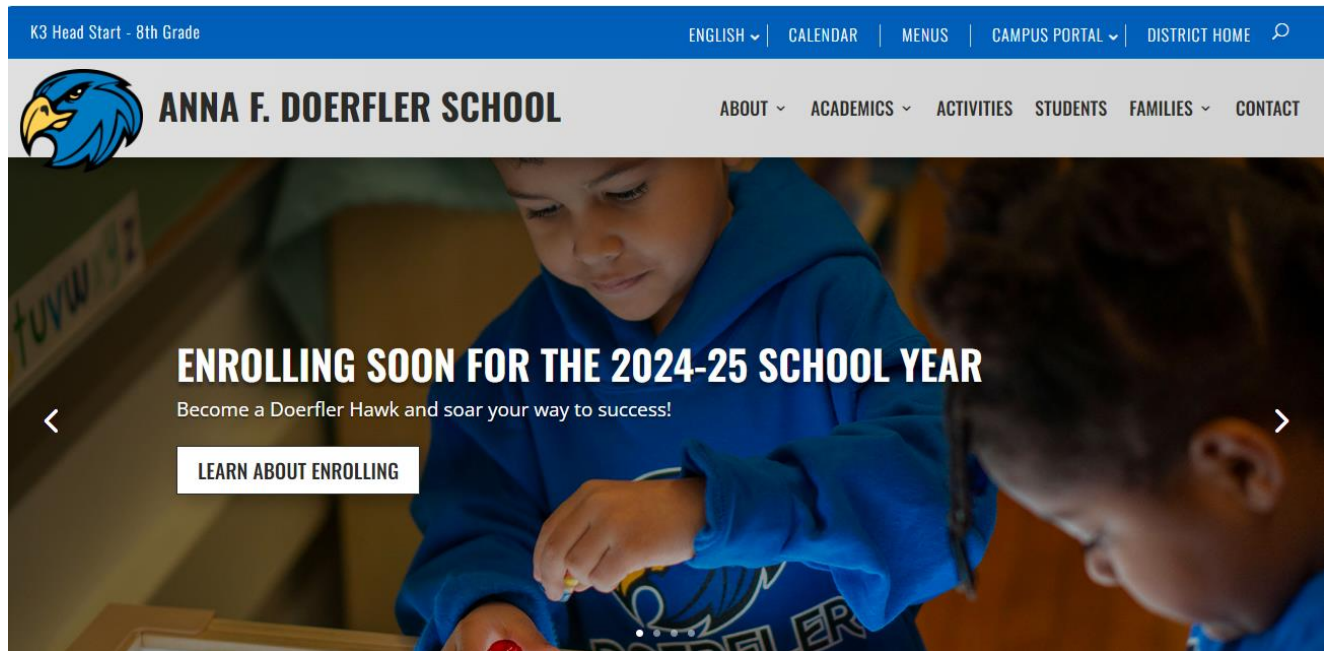 K3 Head Start - 8th Grade
ENGLISH
CALENDAR
MENUS
CAMPUS PORTAL
DISTRICT HOME
ANNA F. DOERFLER SCHOOL
ABOUT
ACADEMICS
ACTIVITIES
STUDENTS
FAMILIES
CONTACT
tuvwxyz
ENROLLING SOON FOR THE 2024-25 SCHOOL YEAR
Become a Doerfler Hawk and soar your way to success!
LEARN ABOUT ENROLLING
DOERFLER